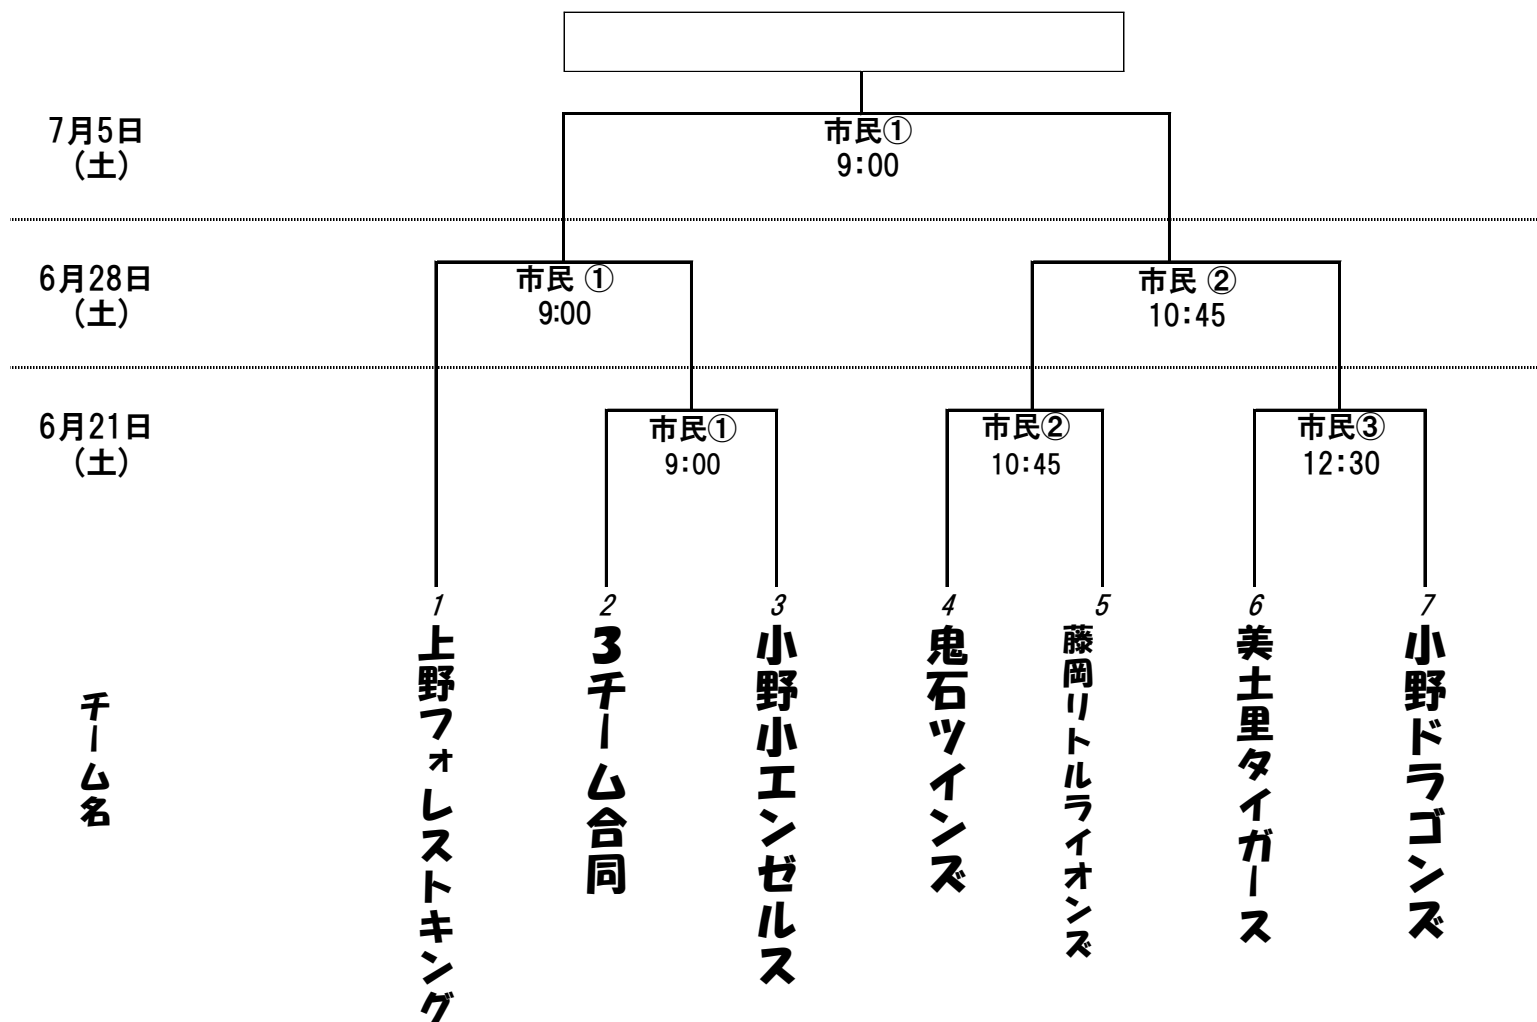 7月5日
(土)
市民①
9:00
6月28日
(土)
市民 ①
9:00
市民 ②
10:45
6月21日
(土)
市民①
9:00
市民②
10:45
市民③
12:30
1
2
3
4
5
6
7
チーム名
上野フォレストキング
3チーム合同
小野小エンゼルス
鬼石ツインズ
藤岡リトルライオンズ
美土里タイガース
小野ドラゴンズ